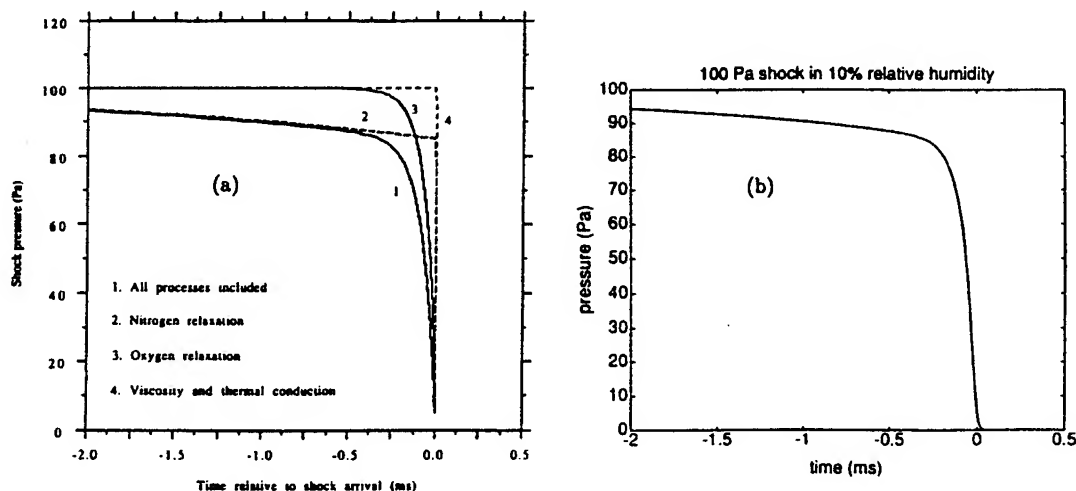 120
100
80
60
40
20
0
Shock pressure (Pa)
2
3
4
(a)
1
1. All processes included
2. Nitrogen relaxation
3. Oxygen relaxation
4. Viscosity and thermal conduction
-2.0 -1.5 -1.0 -0.5 0.0 0.5
Time relative to shock arrival (ms)
100 Pa shock in 10% relative humidity
100
90
80
70
60
50
40
30
20
10
0
pressure (Pa)
(b)
-2 -1.5 -1 -0.5 0 0.5
time (ms)